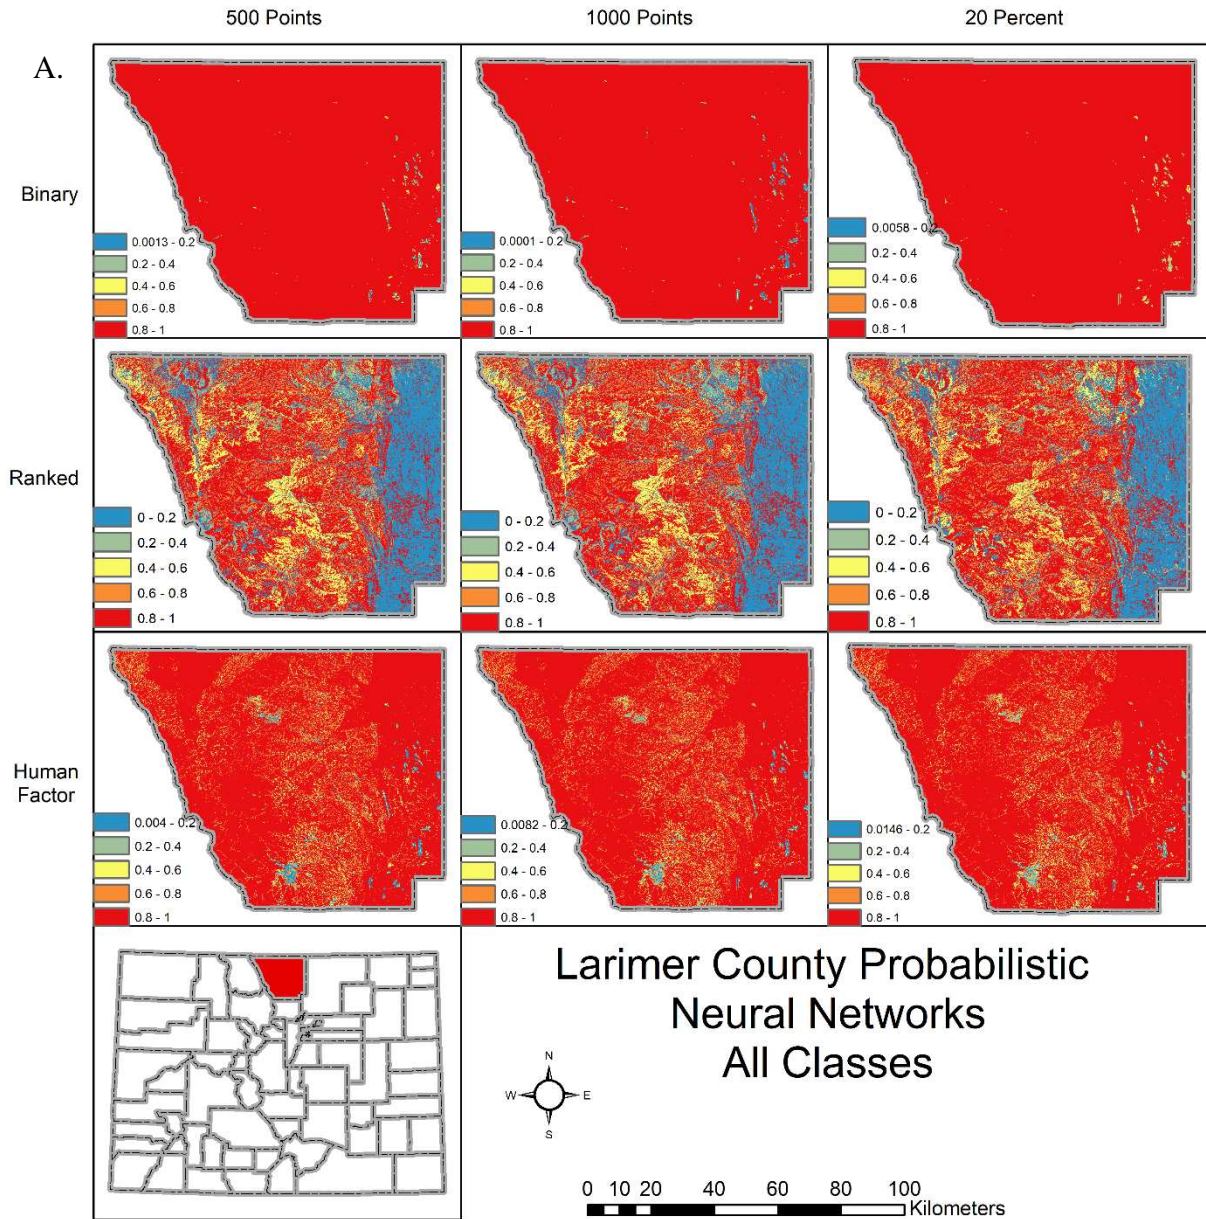 500 Points
1000 Points
20 Percent
A.
Binary
0.0013 - 0.2
0.2 - 0.4
0.4 - 0.6
0.6 - 0.8
0.8 - 1
0.0001 - 0.2
0.2 - 0.4
0.4 - 0.6
0.6 - 0.8
0.8 - 1
0.0058 - 0.2
0.2 - 0.4
0.4 - 0.6
0.6 - 0.8
0.8 - 1
Ranked
0 - 0.2
0.2 - 0.4
0.4 - 0.6
0.6 - 0.8
0.8 - 1
0 - 0.2
0.2 - 0.4
0.4 - 0.6
0.6 - 0.8
0.8 - 1
0 - 0.2
0.2 - 0.4
0.4 - 0.6
0.6 - 0.8
0.8 - 1
Human
Factor
0.004 - 0.2
0.2 - 0.4
0.4 - 0.6
0.6 - 0.8
0.8 - 1
0.0082 - 0.2
0.2 - 0.4
0.4 - 0.6
0.6 - 0.8
0.8 - 1
0.0146 - 0.2
0.2 - 0.4
0.4 - 0.6
0.6 - 0.8
0.8 - 1
Larimer County Probabilistic
Neural Networks
All Classes
N
W E
S
0 10 20 40 60 80 100
Kilometers